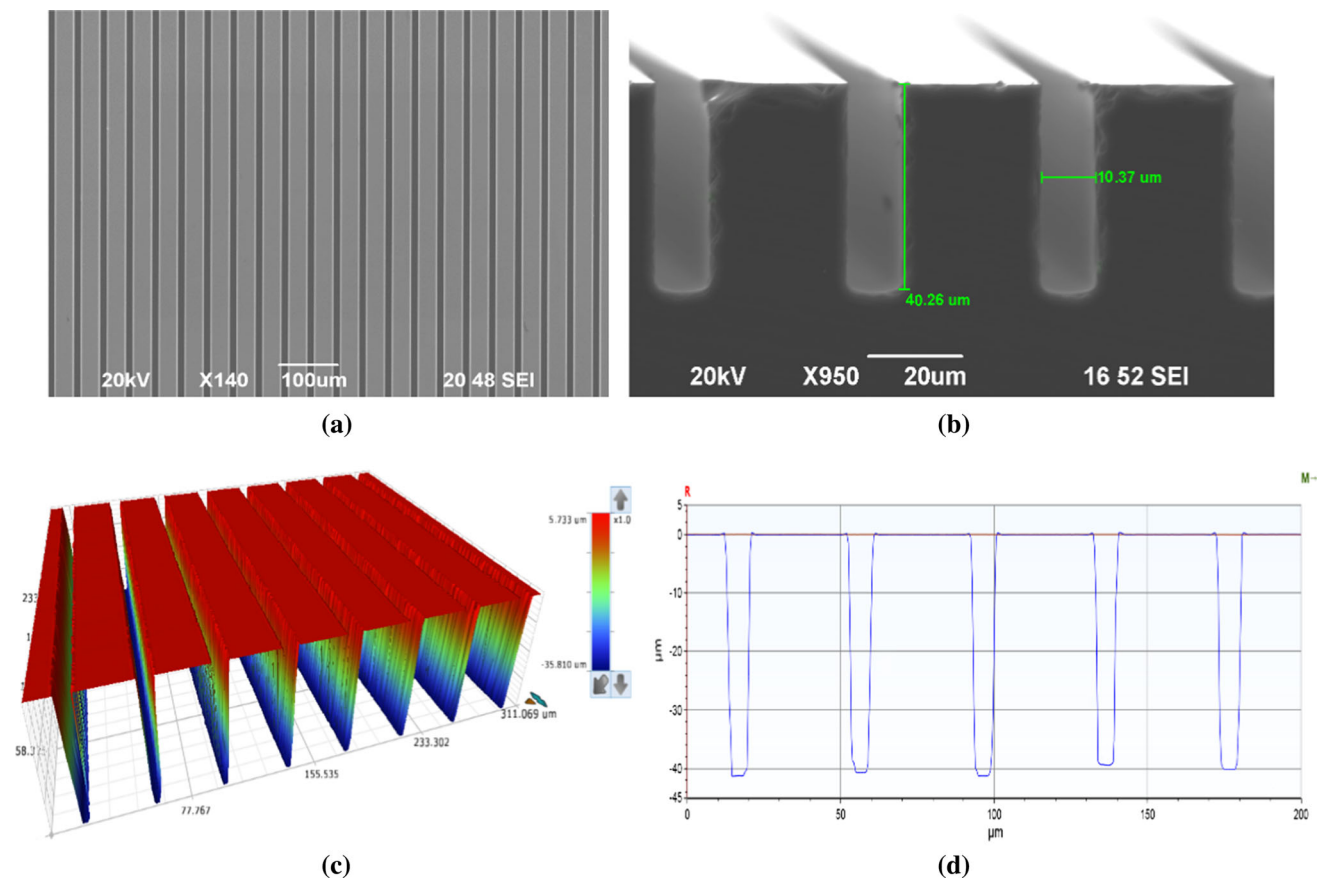 20kV X140 100um 20 48 SEI
(a)
10.37 um
40.26 um
20kV X950 20um 16 52 SEI
(b)
5.733 um
x1.0
-35.810 um
311.069 um
233.302
155.535
77.767
(c)
R
M→
5
0
-10
-20
-30
-40
-45
µm
0 50 100 150 200
µm
(d)